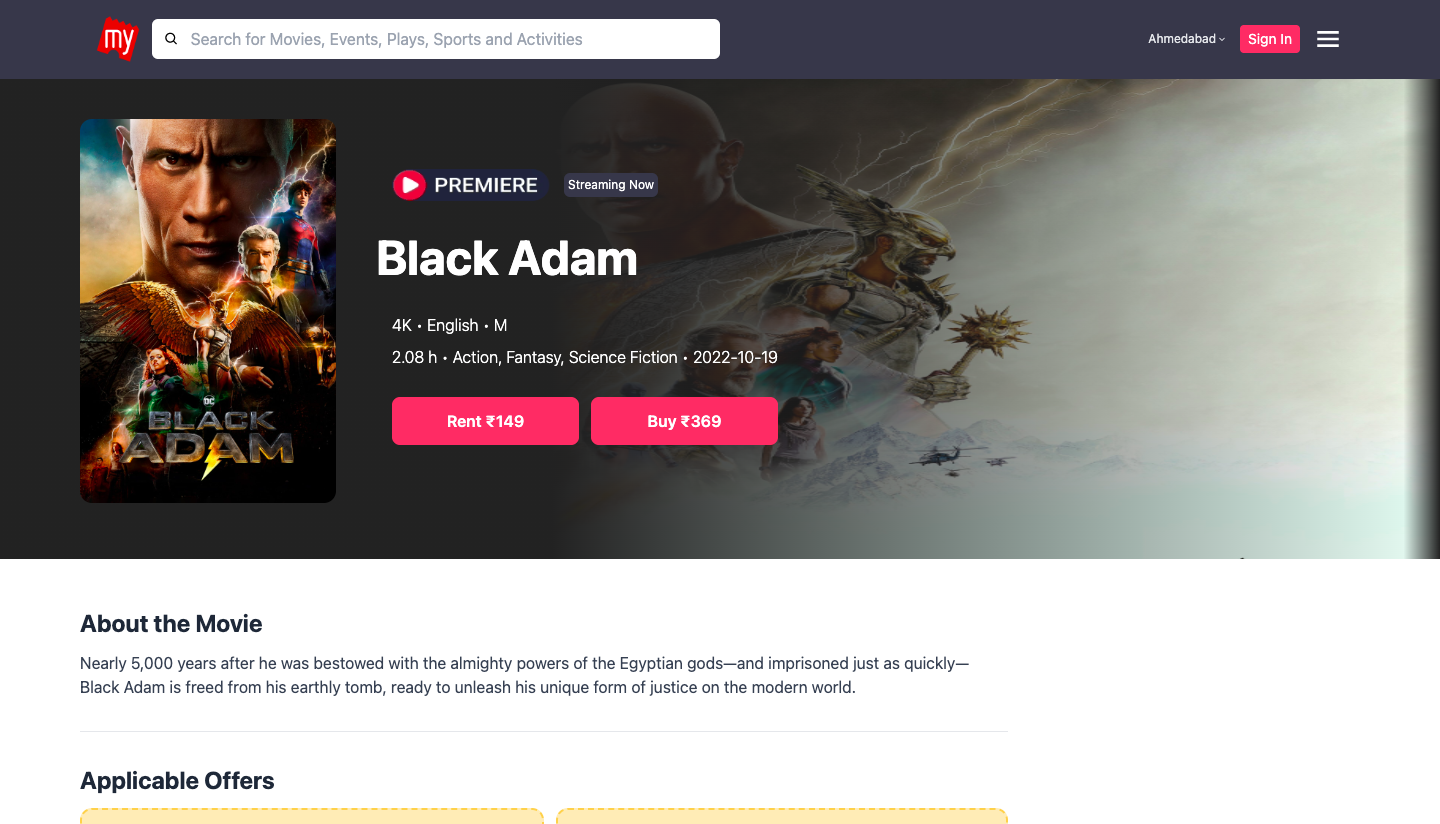 my
Search for Movies, Events, Plays, Sports and Activities
Ahmedabad
Sign In
DC
BLACK
ADAM
PREMIERE
Streaming Now
Black Adam
4K • English • M
2.08 h • Action, Fantasy, Science Fiction • 2022-10-19
Rent ₹149
Buy ₹369
About the Movie
Nearly 5,000 years after he was bestowed with the almighty powers of the Egyptian gods—and imprisoned just as quickly—
Black Adam is freed from his earthly tomb, ready to unleash his unique form of justice on the modern world.
Applicable Offers